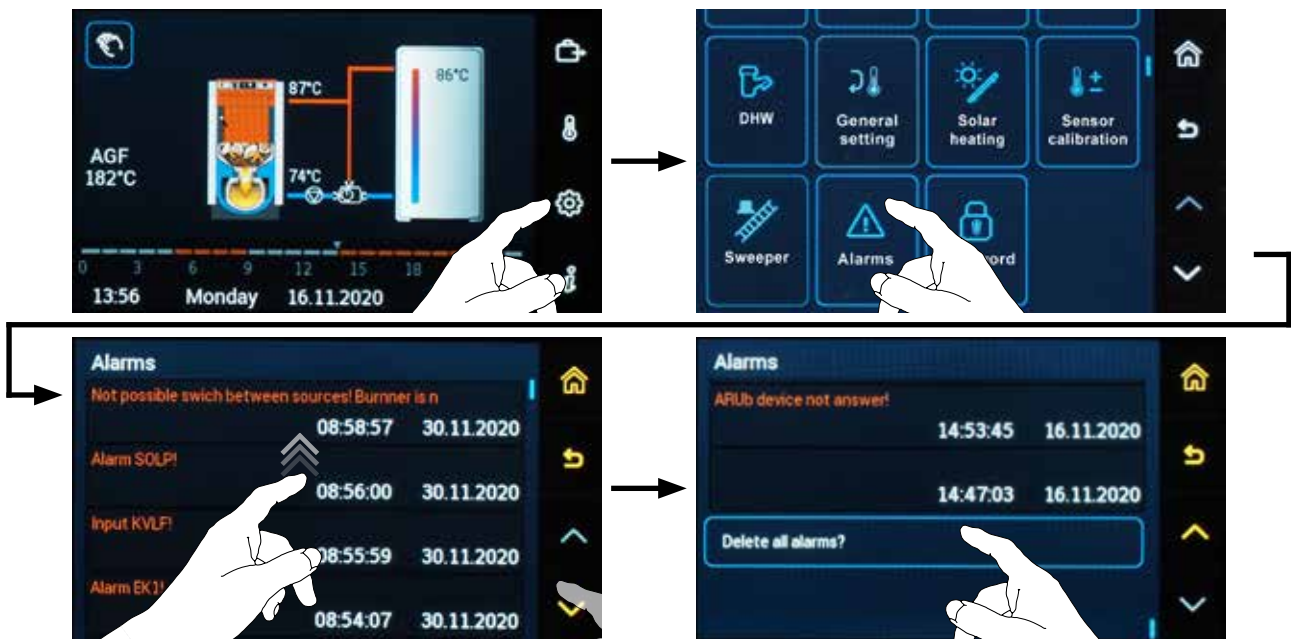 87°C
86°C
AGF
182°C
74°C
0 3 6 9 12 15 18
13:56 Monday 16.11.2020
DHW
General
setting
Solar
heating
Sensor
calibration
Sweeper
Alarms
ord
Alarms
Not possible swich between sources! Burnner is n
08:58:57 30.11.2020
Alarm SOLP!
08:56:00 30.11.2020
Input KVLF!
08:55:59 30.11.2020
Alarm EK1!
08:54:07 30.11.2020
Alarms
ARUb device not answer!
14:53:45 16.11.2020
14:47:03 16.11.2020
Delete all alarms?